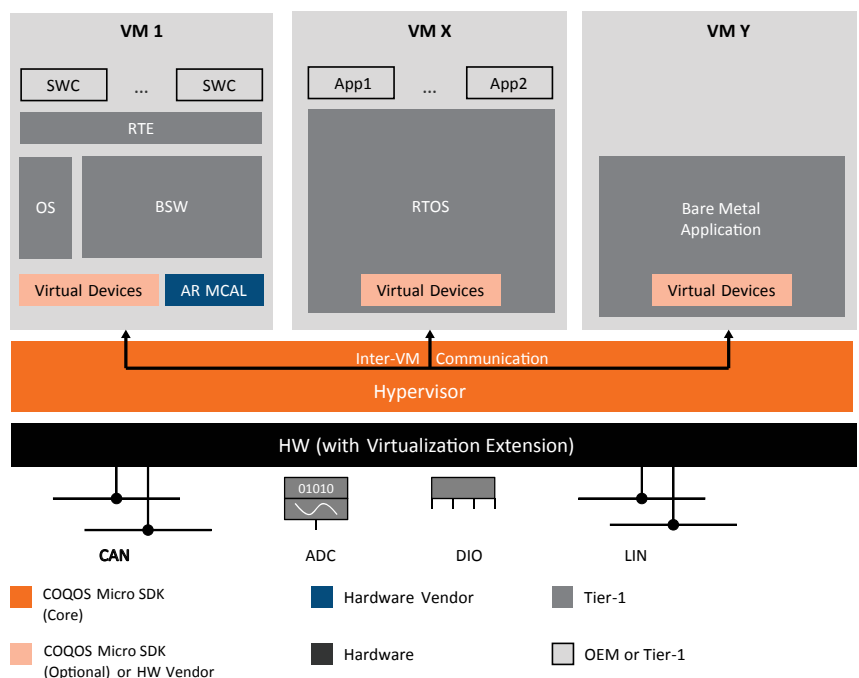 VM 1
VM X
VM Y
SWC
...
SWC
App1
...
App2
RTE
OS
BSW
RTOS
Bare Metal
Application
Virtual Devices
AR MCAL
Virtual Devices
Virtual Devices
Inter-VM Communication
Hypervisor
HW (with Virtualization Extension)
01010
CAN
ADC
DIO
LIN
COQOS Micro SDK
(Core)
Hardware Vendor
Tier-1
COQOS Micro SDK
(Optional) or HW Vendor
Hardware
OEM or Tier-1